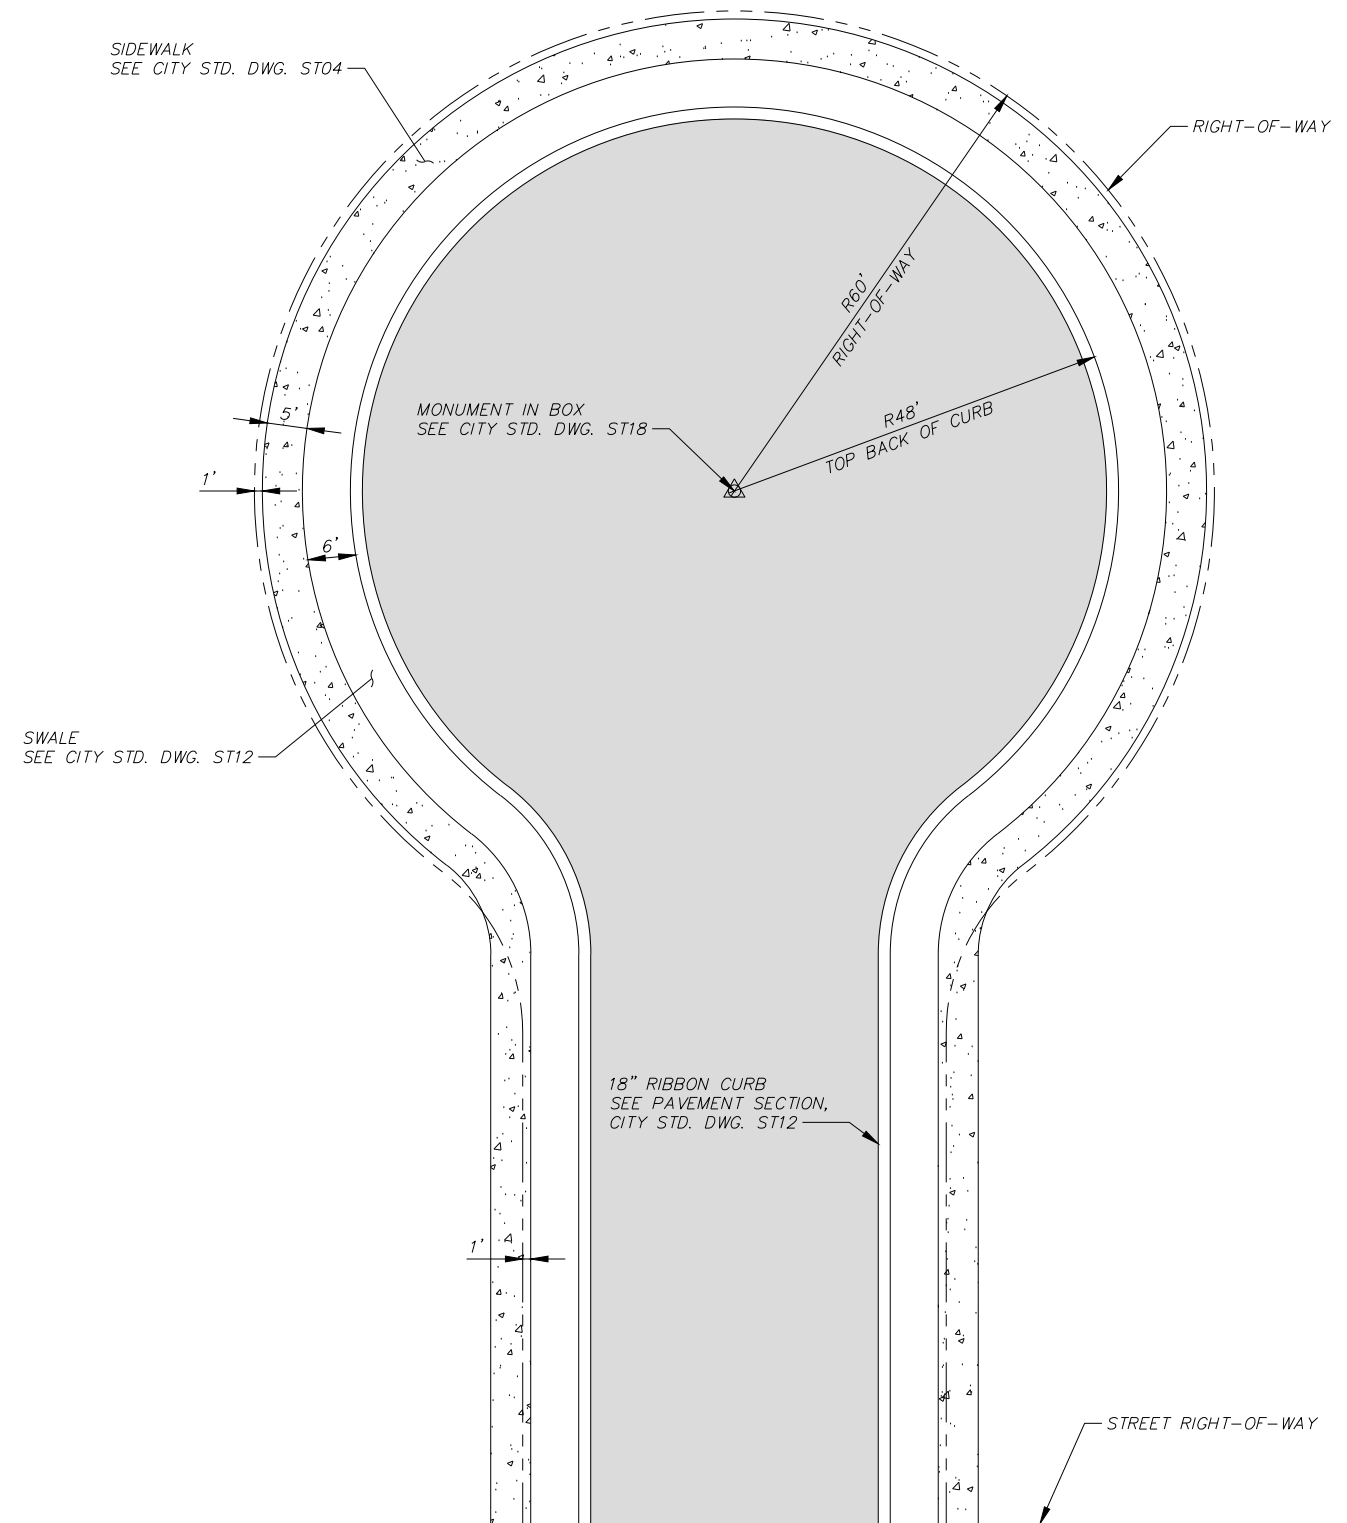 SIDEWALK
SEE CITY STD. DWG. ST04
RIGHT-OF-WAY
R60'
RIGHT-OF-WAY
R48'
TOP BACK OF CURB
MONUMENT IN BOX
SEE CITY STD. DWG. ST18
5'
1'
6'
SWALE
SEE CITY STD. DWG. ST12
18" RIBBON CURB
SEE PAVEMENT SECTION,
CITY STD. DWG. ST12
1'
STREET RIGHT-OF-WAY